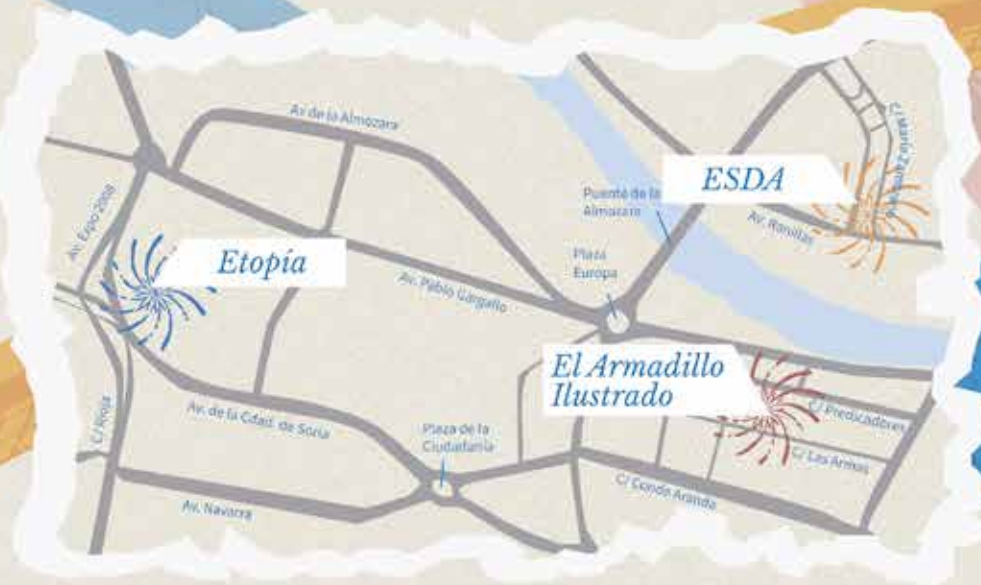 Av de la Almozara
C/ María Zambrano
ESDA
Puente de la
Almozara
Av. Ranillas
Av. Expo 2008
Etopía
Plaza
Europa
Av. Pablo Gargallo
El Armadillo
Ilustrado
C/ Predicadores
C/ Rioja
Av. de la Cdad. de Soria
Plaza de la
Ciudadanía
C/ Las Armas
C/ Conde Aranda
Av. Navarra